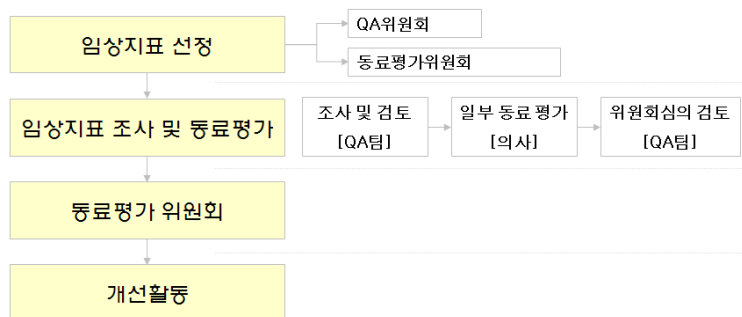 임상지표 선정
QA위원회
동료평가위원회
임상지표 조사 및 동료평가
조사 및 검토
[QA팀]
일부 동료 평가
[의사]
위원회심의 검토
[QA팀]
동료평가 위원회
개선활동